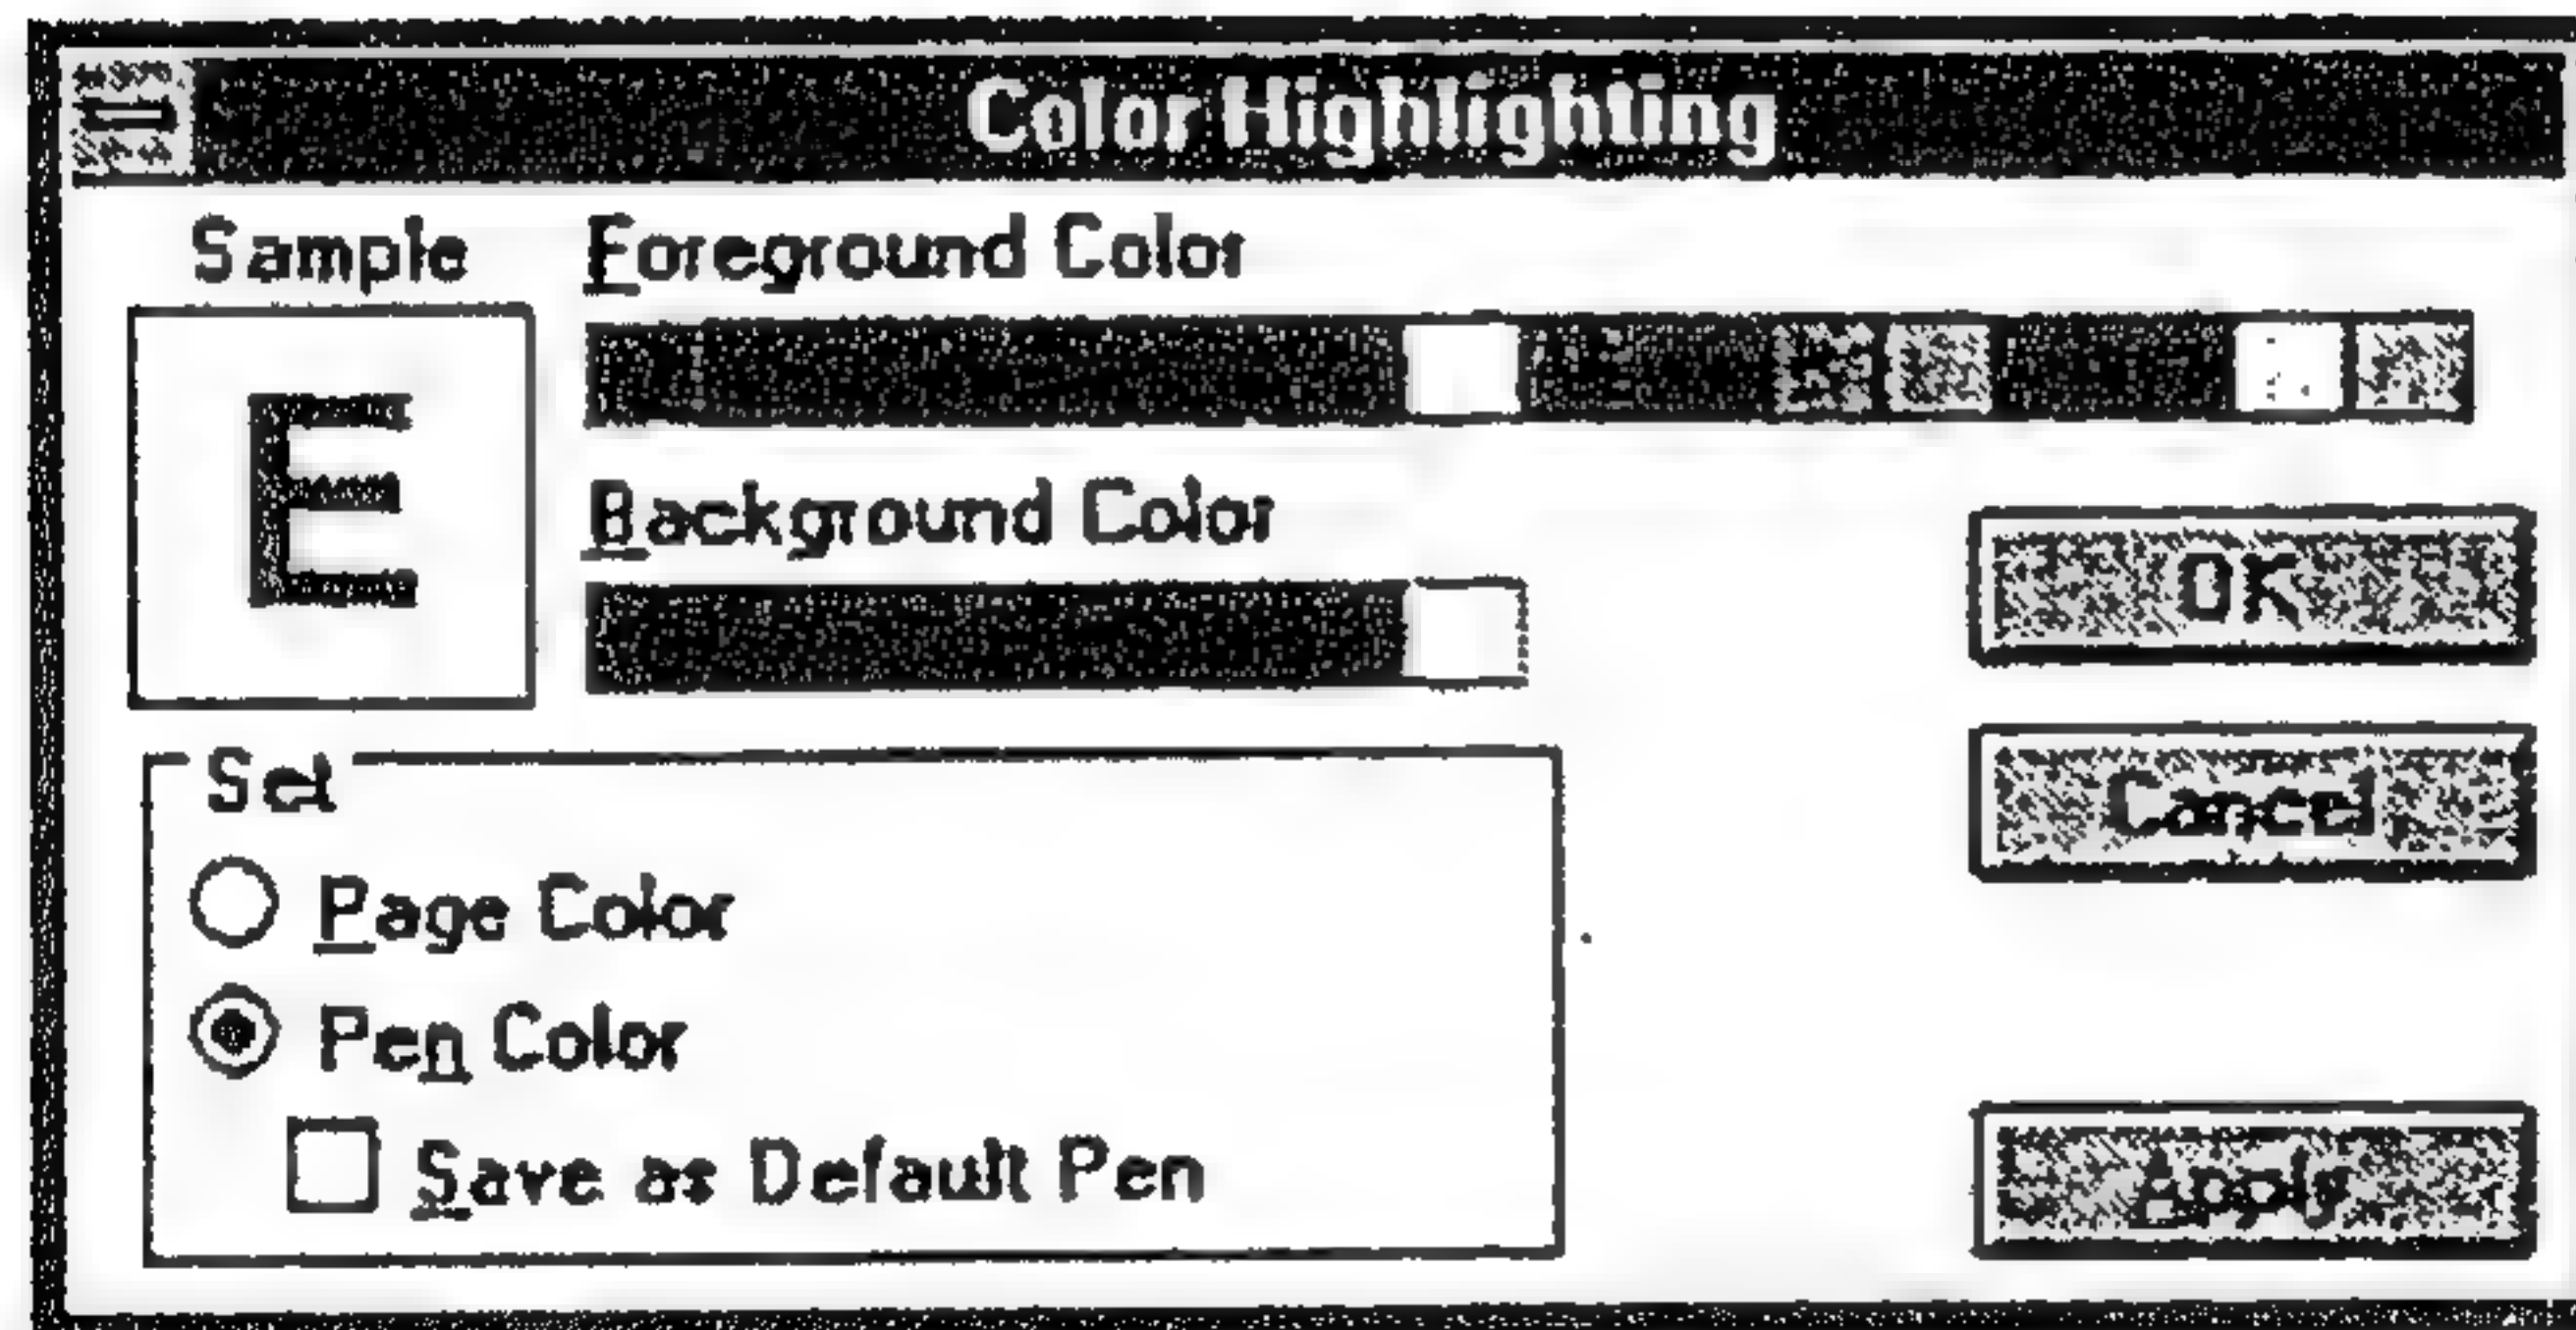 Color Highlighting
Sample
Foreground Color
E
Background Color
OK
Cancel
Set
Page Color
Pen Color
Save as Default Pen
Apply